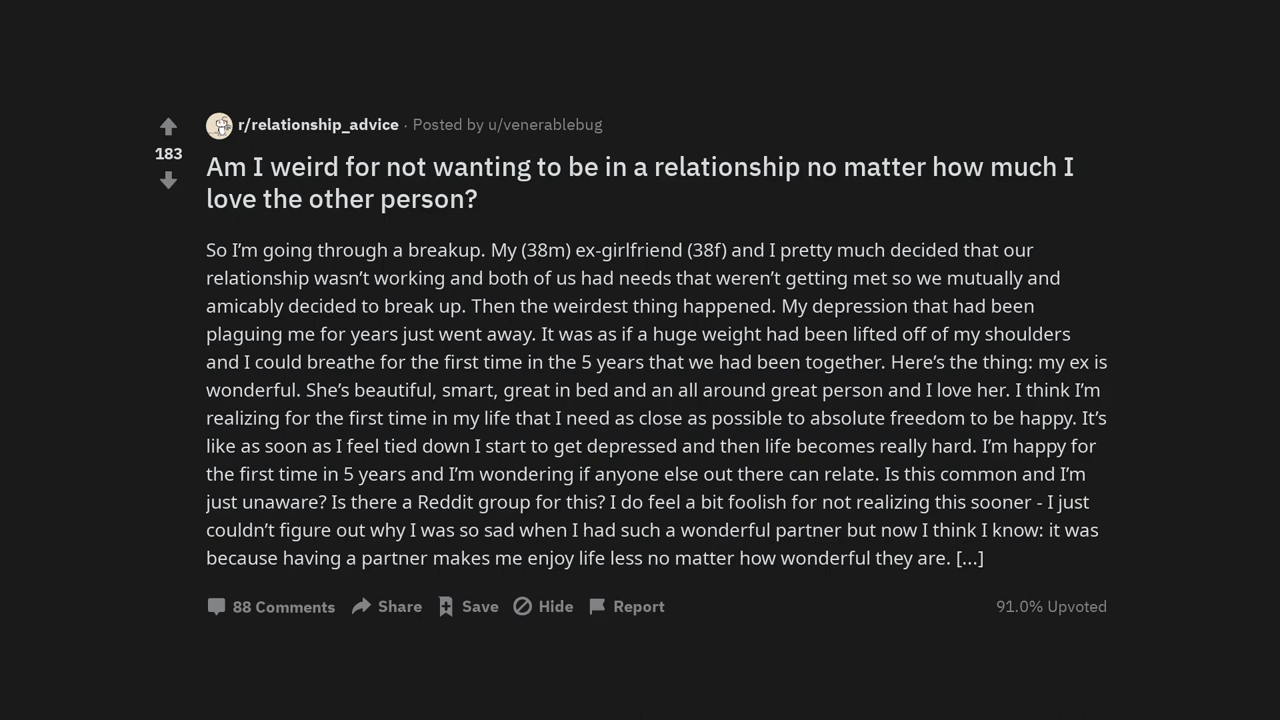 r/relationship_advice · Posted by u/venerablebug
183
Am I weird for not wanting to be in a relationship no matter how much I
love the other person?
So I’m going through a breakup. My (38m) ex-girlfriend (38f) and I pretty much decided that our
relationship wasn’t working and both of us had needs that weren’t getting met so we mutually and
amicably decided to break up. Then the weirdest thing happened. My depression that had been
plaguing me for years just went away. It was as if a huge weight had been lifted off of my shoulders
and I could breathe for the first time in the 5 years that we had been together. Here’s the thing: my ex is
wonderful. She’s beautiful, smart, great in bed and an all around great person and I love her. I think I’m
realizing for the first time in my life that I need as close as possible to absolute freedom to be happy. It’s
like as soon as I feel tied down I start to get depressed and then life becomes really hard. I’m happy for
the first time in 5 years and I’m wondering if anyone else out there can relate. Is this common and I’m
just unaware? Is there a Reddit group for this? I do feel a bit foolish for not realizing this sooner - I just
couldn’t figure out why I was so sad when I had such a wonderful partner but now I think I know: it was
because having a partner makes me enjoy life less no matter how wonderful they are. [...]
88 Comments Share Save Hide Report 91.0% Upvoted